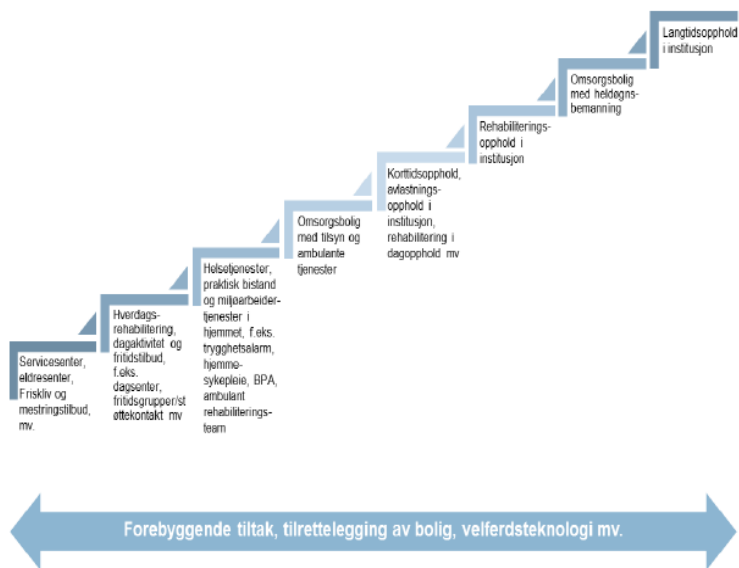 Servicesenter,
eldresenter,
Friskliv og
mestringstilbud,
mv.
Hverdags-
rehabilitering,
dagaktivitet og
fritidstilbud,
f.eks.
dagsenter,
fritidsgrupper/st
øttekontakt mv
Helsetjenester,
praktisk bistand
og miljøarbeider-
tjenester i
hjemmet, f.eks.
trygghetsalarm,
hjemme-
sykepleie, BPA,
ambulant
rehabiliterings-
team
Omsorgsbolig
med tilsyn og
ambulante
tjenester
Korttidsopphold,
avlastnings-
opphold i
institusjon,
rehabilitering i
dagopphold mv
Rehabiliterings-
opphold i
institusjon
Omsorgsbolig
med heldøgns-
bemanning
Langtidsopphold
i institusjon
Forebyggende tiltak, tilrettelegging av bolig, velferdsteknologi mv.